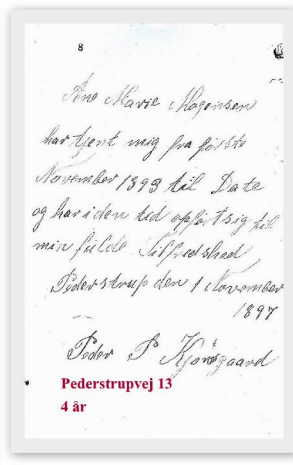 8
Ane Marie Mogensen
har tjent mig fra første
November 1893 til Date
og har i den tid opført sig til
min fulde Tilfredshed
Pederstrup den 1 November
1897
Peder P Kjærsgaard
Pederstrupvej 13
4 år